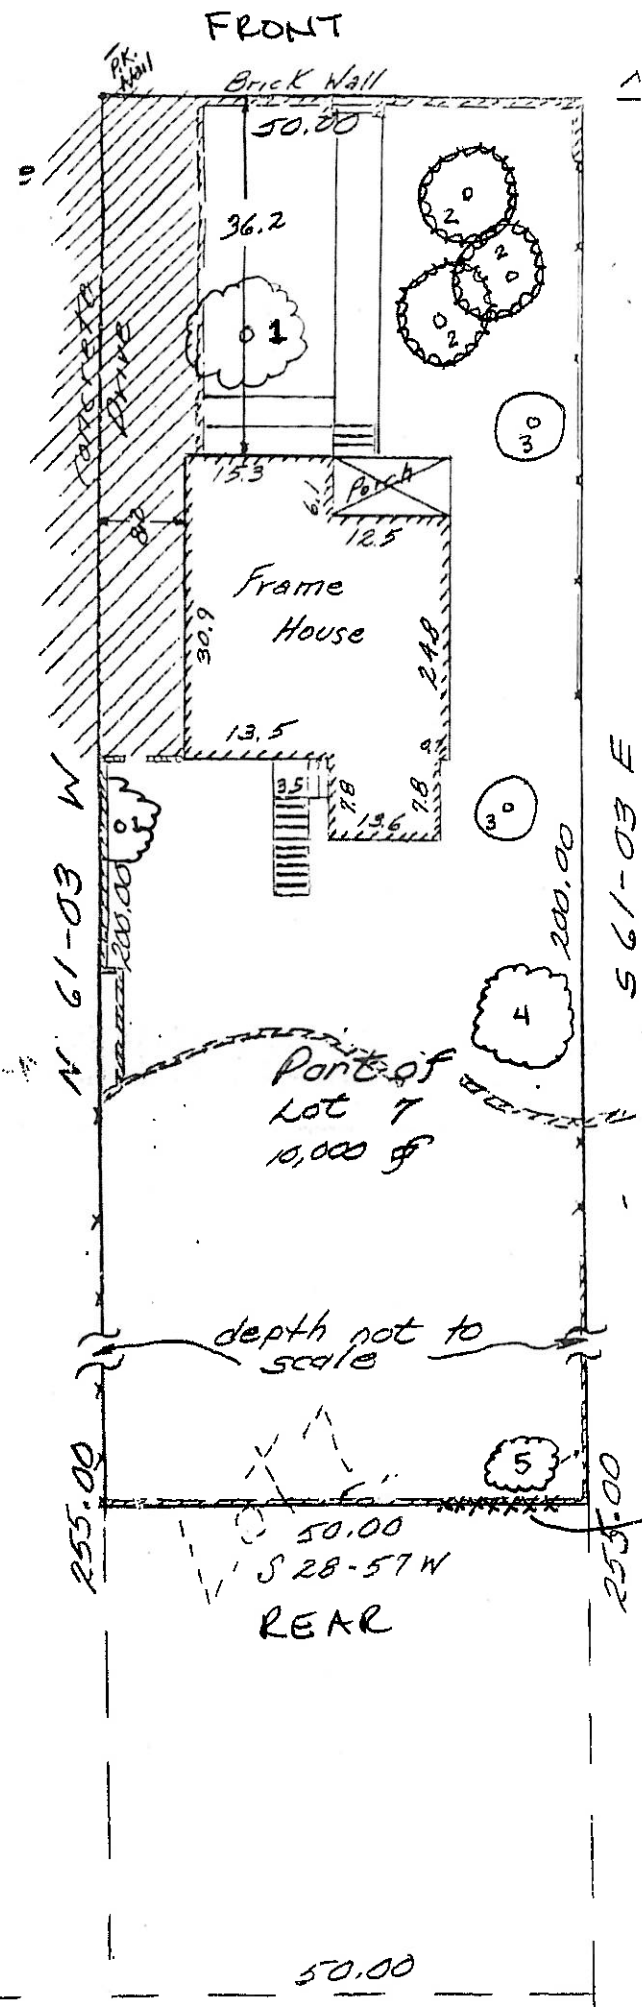 FRONT
P.K.
Nail
Brick Wall
50.00
36.2
2
2
1
2
3
Concrete
Drive
15.3
Porch
6.1
12.5
8.2
Frame
House
30.9
24.8
13.5
3.5
7.8
7.8
13.6
3
N 61-03 W
200.00
200.00
S 61-03 E
4
Part of
Lot 7
10,000
depth not to
scale
5
255.00
50.00
255.00
S 28-57 W
REAR
50.00